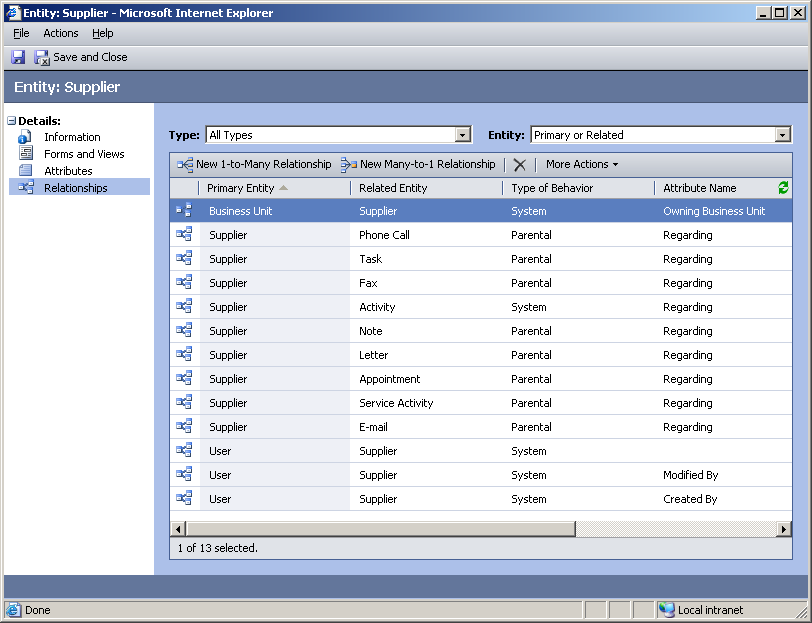 Entity: Supplier - Microsoft Internet Explorer
File Actions Help
Save and Close
Entity: Supplier
Details:
Information
Forms and Views
Attributes
Relationships
Type: All Types Entity: Primary or Related
New 1-to-Many Relationship New Many-to-1 Relationship More Actions
Primary Entity Related Entity Type of Behavior Attribute Name
Business Unit Supplier System Owning Business Unit
Supplier Phone Call Parental Regarding
Supplier Task Parental Regarding
Supplier Fax Parental Regarding
Supplier Activity System Regarding
Supplier Note Parental Regarding
Supplier Letter Parental Regarding
Supplier Appointment Parental Regarding
Supplier Service Activity Parental Regarding
Supplier E-mail Parental Regarding
User Supplier System
User Supplier System Modified By
User Supplier System Created By
1 of 13 selected.
Done Local intranet